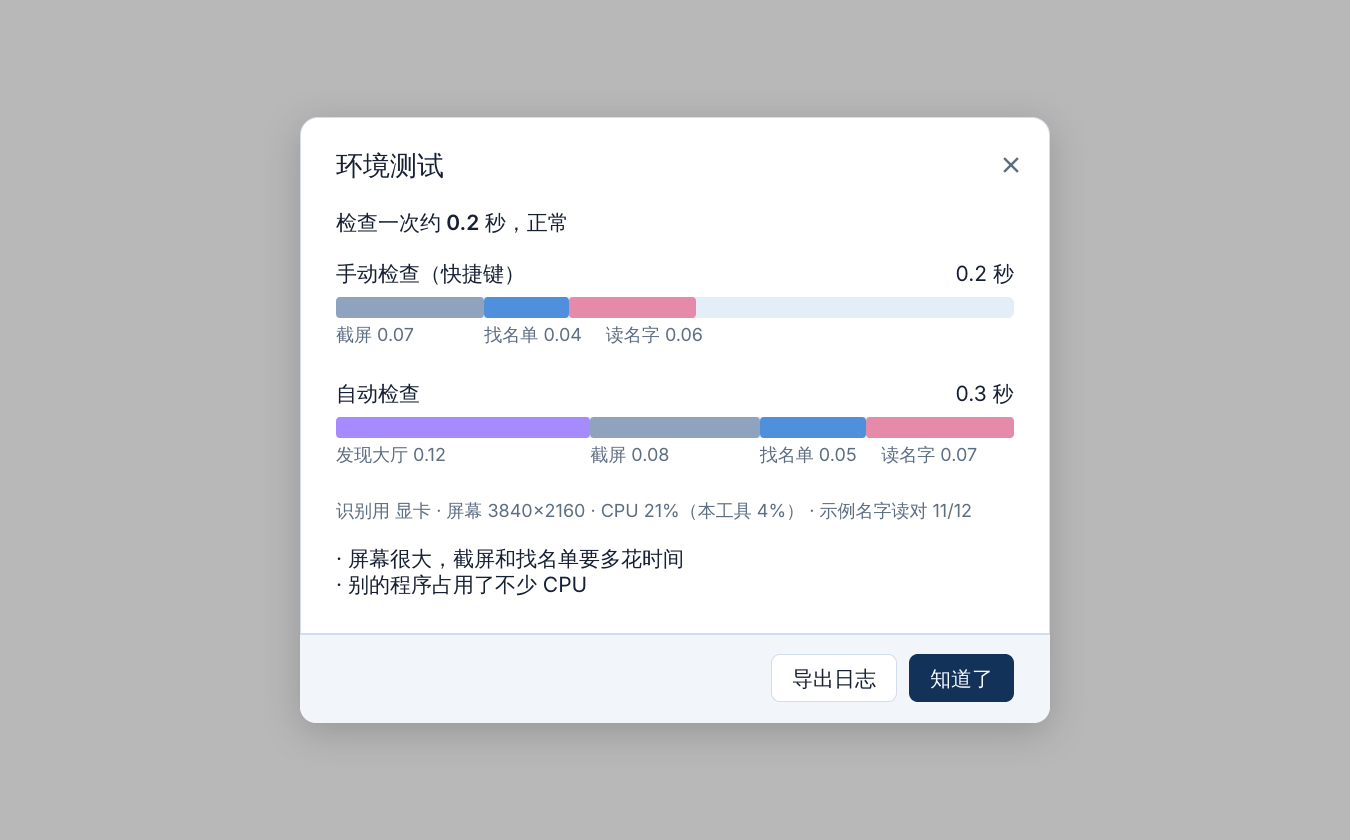 环境测试
检查一次约 0.2 秒，正常
手动检查（快捷键） 0.2 秒
截屏 0.07 找名单 0.04 读名字 0.06
自动检查 0.3 秒
发现大厅 0.12 截屏 0.08 找名单 0.05 读名字 0.07
识别用 显卡 · 屏幕 3840×2160 · CPU 21%（本工具 4%） · 示例名字读对 11/12
· 屏幕很大，截屏和找名单要多花时间
· 别的程序占用了不少 CPU
导出日志 知道了